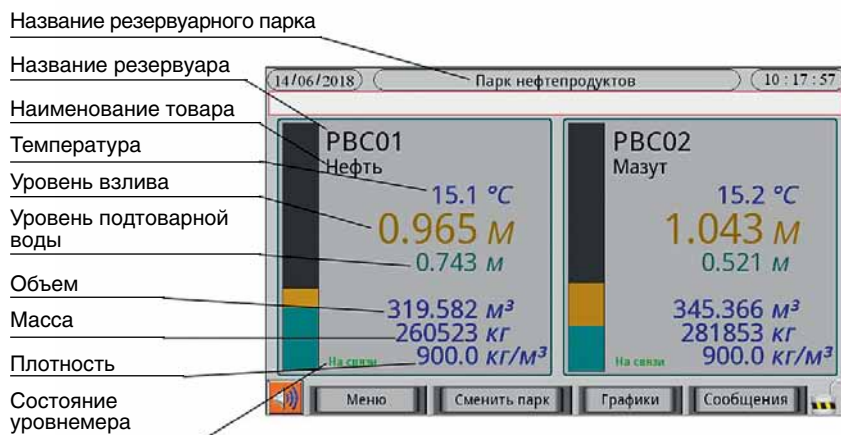 Название резервуарного парка
Название резервуара
Наименование товара
Температура
Уровень взлива
Уровень подтоварной
воды
Объем
Масса
Плотность
Состояние
уровнемера
14/06/2018
Парк нефтепродуктов
10:17:57
РВС01
Нефть
15.1 °C
0.965 м
0.743 м
319.582 м³
260523 кг
900.0 кг/м³
На связи
РВС02
Мазут
15.2 °C
1.043 м
0.521 м
345.366 м³
281853 кг
900.0 кг/м³
На связи
Меню
Сменить парк
Графики
Сообщения